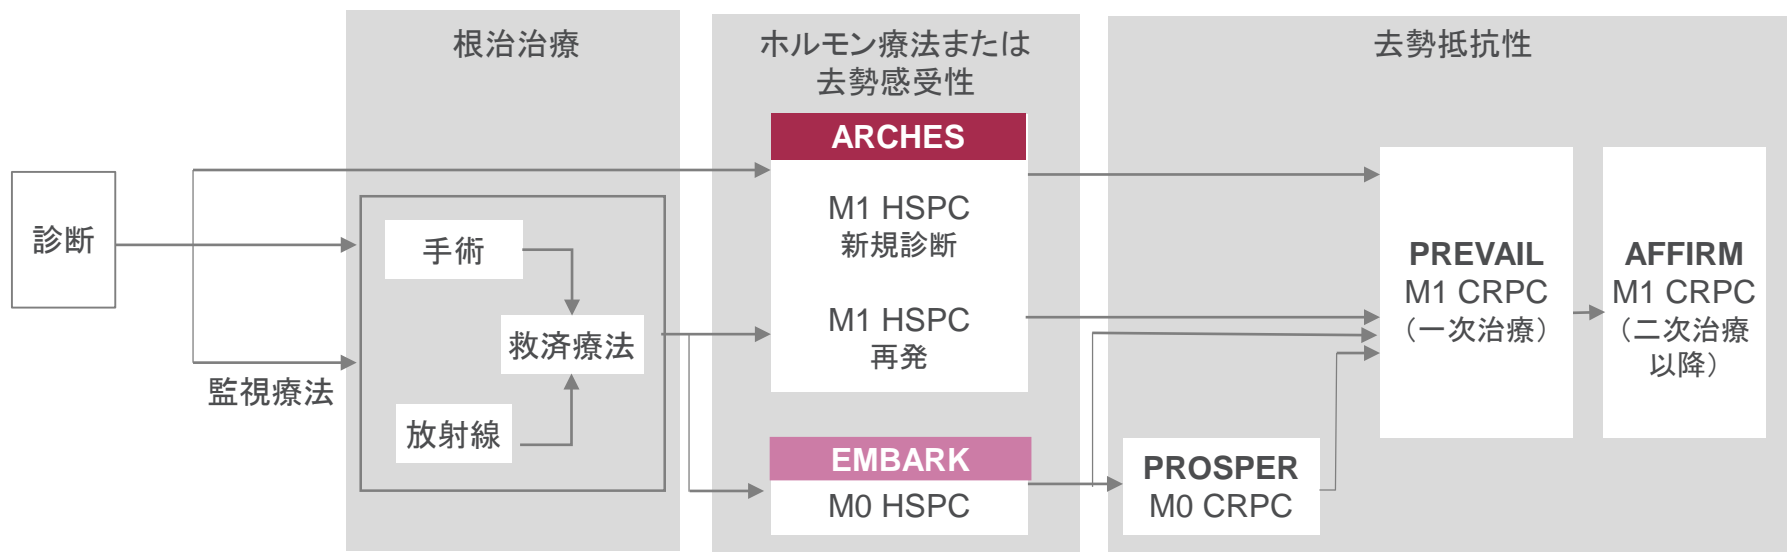 根治治療
ホルモン療法または
去勢感受性
去勢抵抗性
診断
監視療法
手術
救済療法
放射線
ARCHES
M1 HSPC
新規診断
M1 HSPC
再発
EMBARK
M0 HSPC
PROSPER
M0 CRPC
PREVAIL
M1 CRPC
（一次治療）
AFFIRM
M1 CRPC
（二次治療
以降）